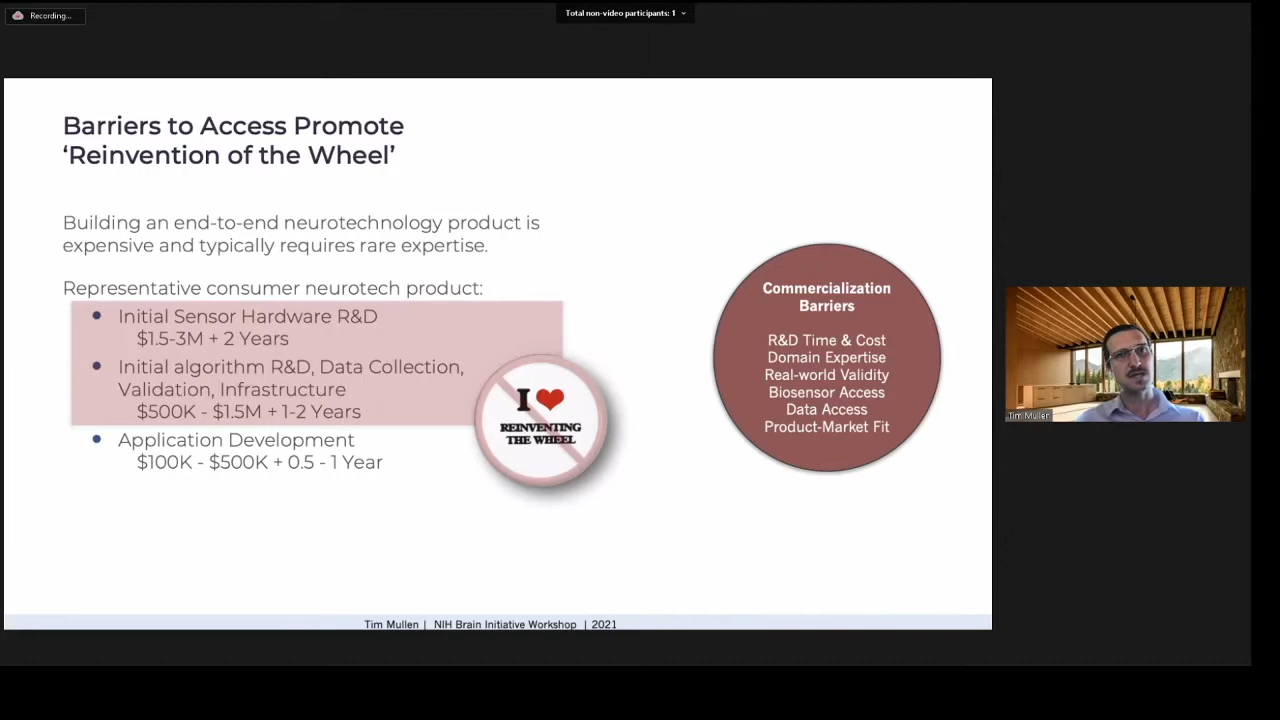 Recording...
Total non-video participants: 1
Barriers to Access Promote
‘Reinvention of the Wheel’
Building an end-to-end neurotechnology product is
expensive and typically requires rare expertise.
Representative consumer neurotech product:
• Initial Sensor Hardware R&D
$1.5-3M + 2 Years
• Initial algorithm R&D, Data Collection,
Validation, Infrastructure
$500K - $1.5M + 1-2 Years
• Application Development
$100K - $500K + 0.5 - 1 Year
I ❤
REINVENTING
THE WHEEL
Commercialization
Barriers
R&D Time & Cost
Domain Expertise
Real-world Validity
Biosensor Access
Data Access
Product-Market Fit
Tim Mullen
Tim Mullen | NIH Brain Initiative Workshop | 2021